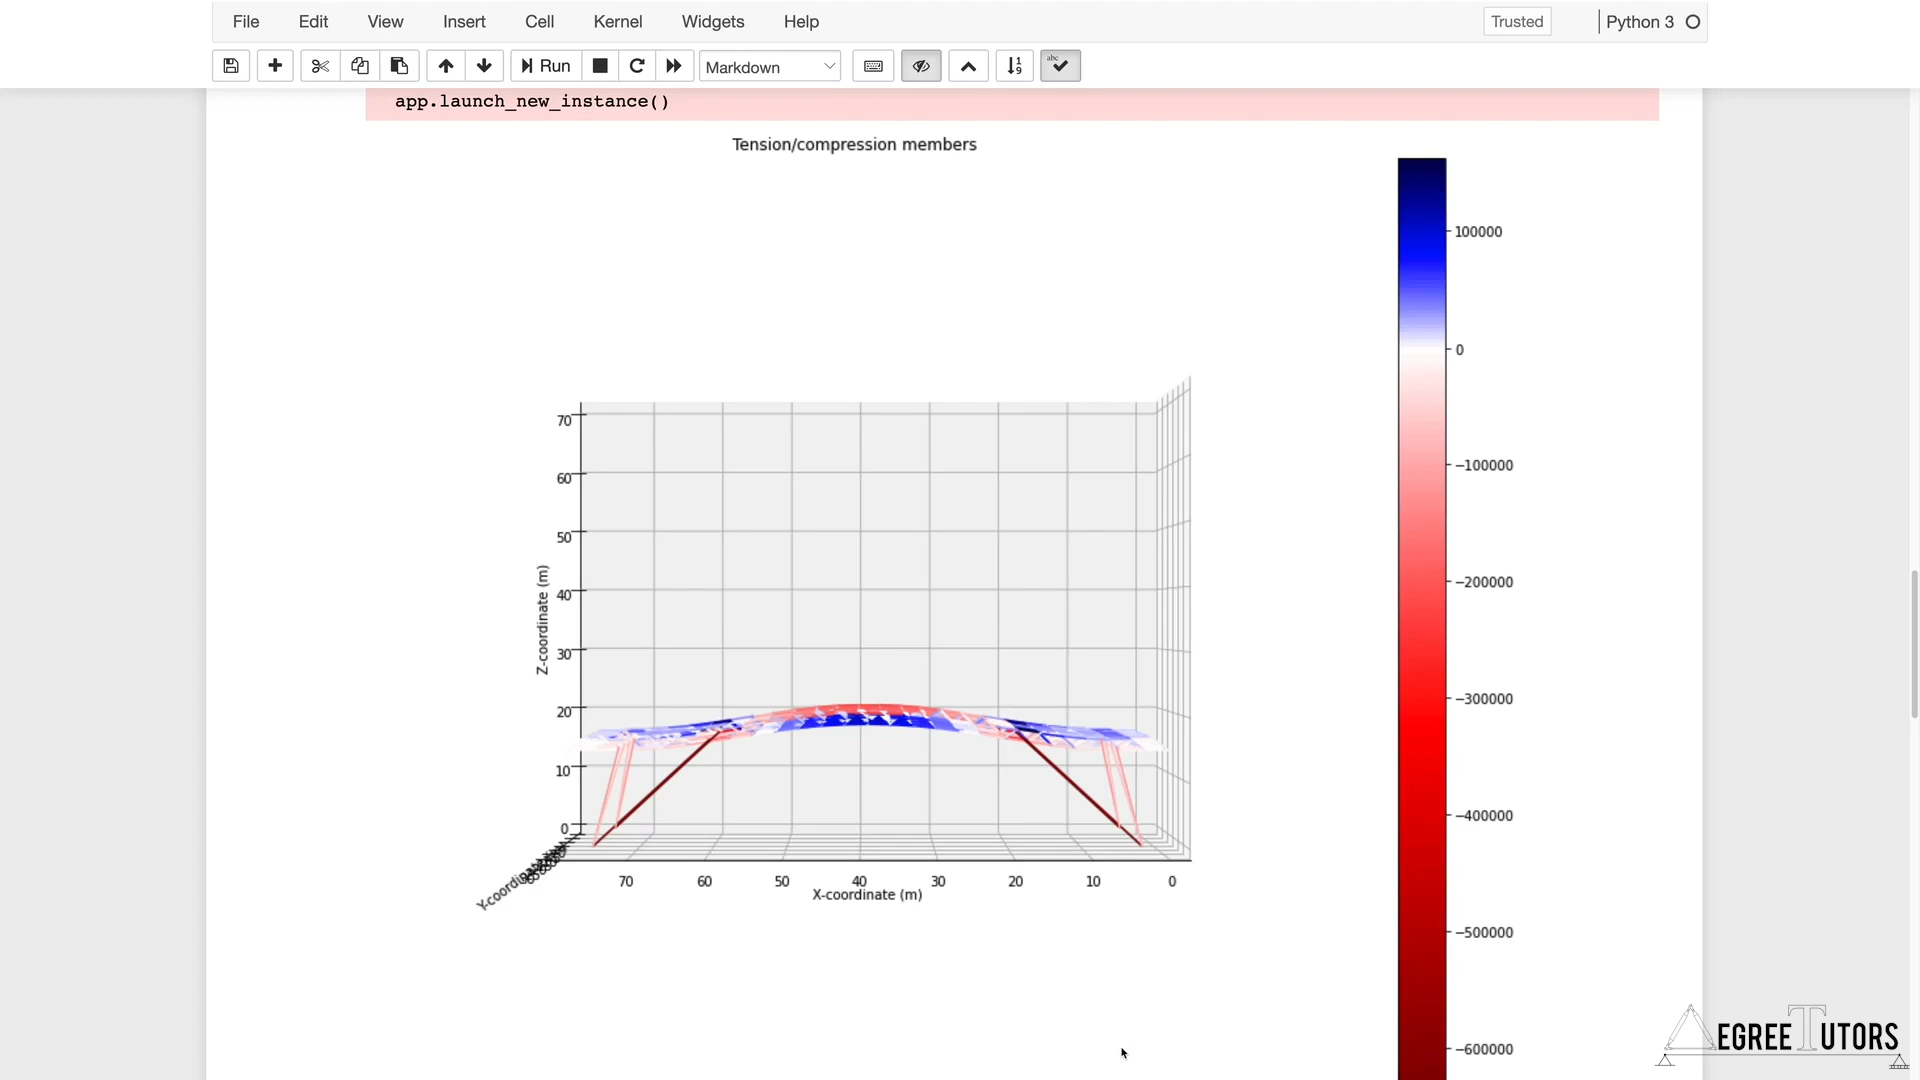 File Edit View Insert Cell Kernel Widgets Help Trusted Python 3
Run Markdown
app.launch_new_instance()
Tension/compression members
100000
0
−100000
−200000
−300000
−400000
−500000
−600000
70
60
50
40
30
20
10
0
Z-coordinate (m)
70 60 50 40 30 20 10 0
X-coordinate (m)
DEGREE TUTORS